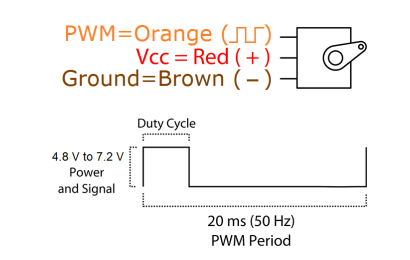 PWM=Orange (⎍⎍)
Vcc = Red ( + )
Ground=Brown ( – )
Duty Cycle
4.8 V to 7.2 V
Power
and Signal
20 ms (50 Hz)
PWM Period